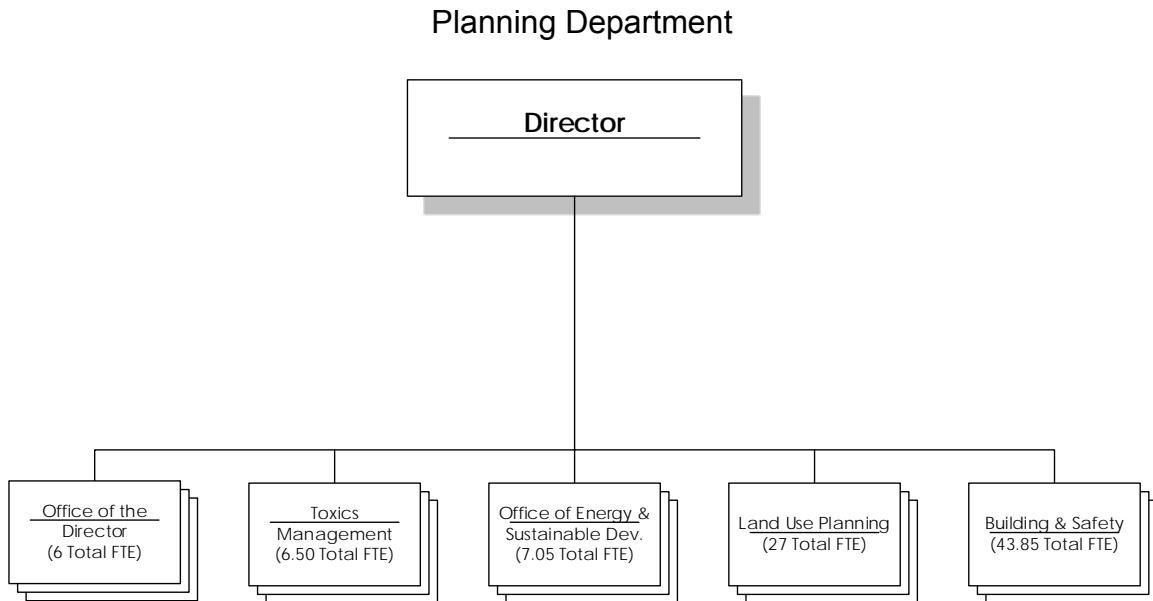 Planning Department
Director
Office of the
Director
(6 Total FTE)
Toxics
Management
(6.50 Total FTE)
Office of Energy &
Sustainable Dev.
(7.05 Total FTE)
Land Use Planning
(27 Total FTE)
Building & Safety
(43.85 Total FTE)